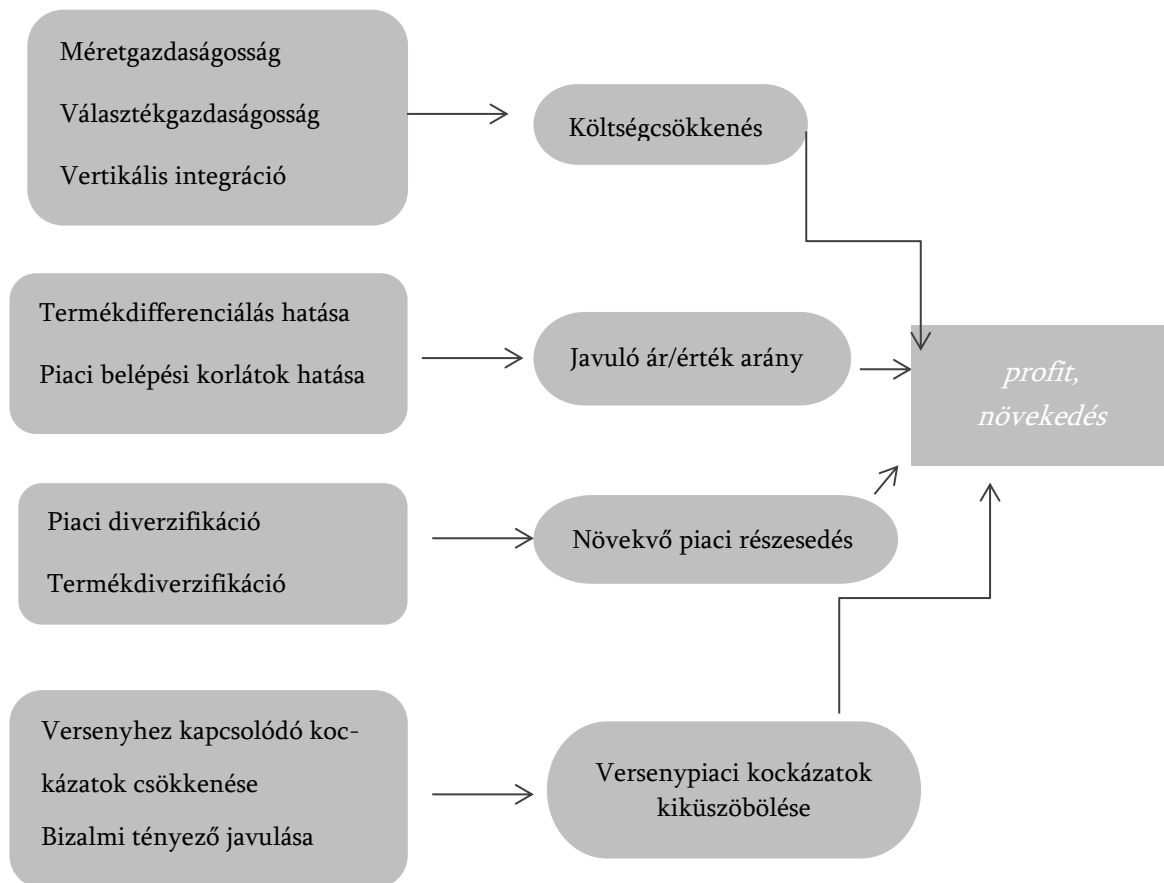 Méretgazdaságosság
Választékgazdaságosság
Vertikális integráció
Költségcsökkenés
Termékdifferenciálás hatása
Piaci belépési korlátok hatása
Javuló ár/érték arány
profit,
növekedés
Piaci diverzifikáció
Termékdiverzifikáció
Növekvő piaci részesedés
Versenyhez kapcsolódó koc-
kázatok csökkenése
Bizalmi tényező javulása
Versenypiaci kockázatok
kiküszöbölése